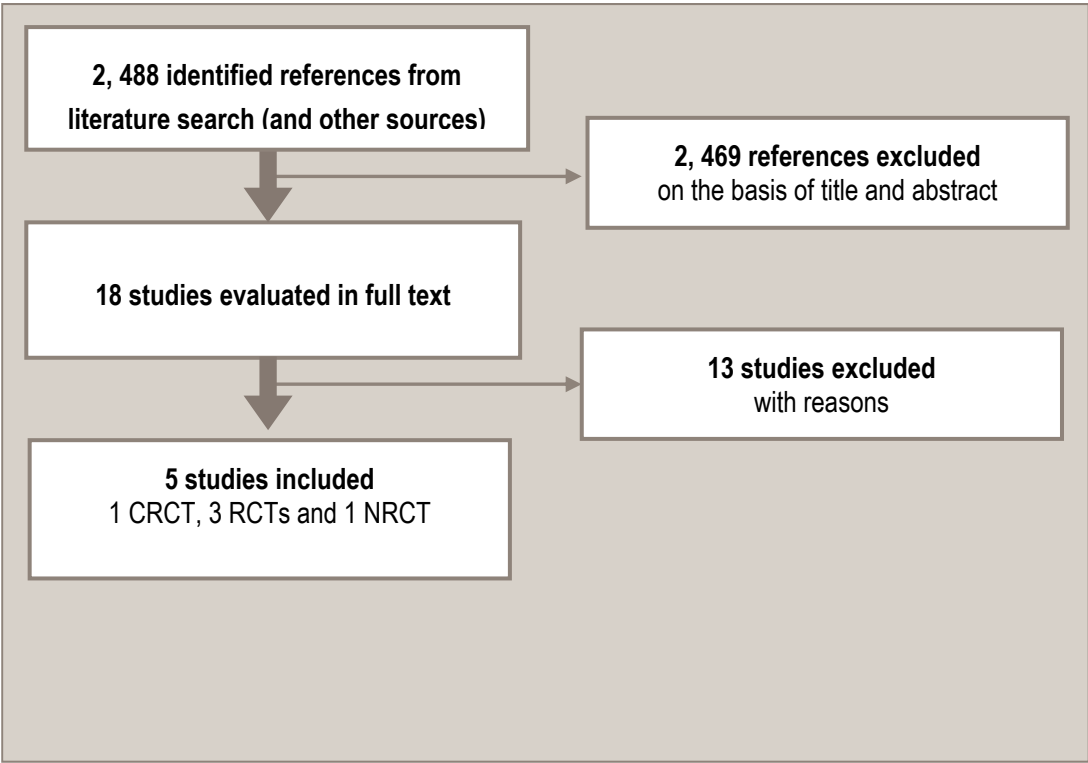 2, 488 identified references from
literature search (and other sources)
2, 469 references excluded
on the basis of title and abstract
18 studies evaluated in full text
13 studies excluded
with reasons
5 studies included
1 CRCT, 3 RCTs and 1 NRCT